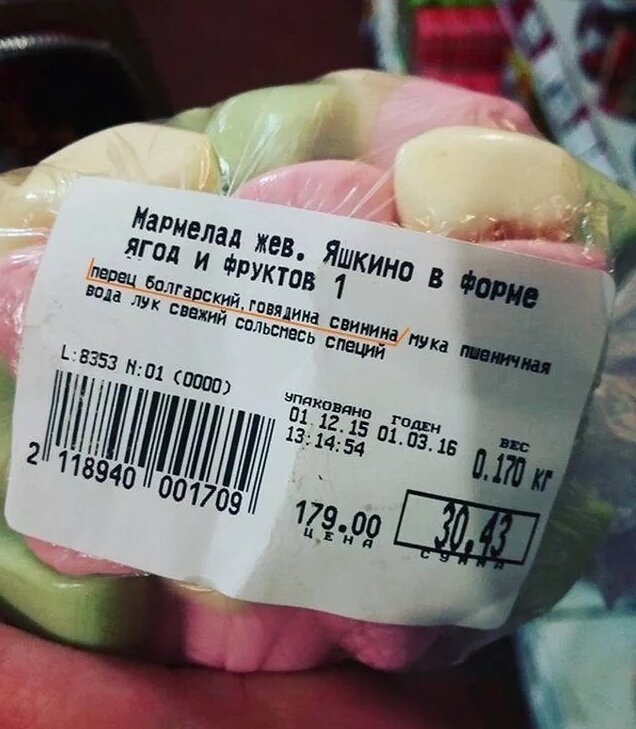 Мармелад жев. Яшкино в форме
ягод и фруктов 1
перец болгарский,говядина свинина/мука пшеничная
вода лук свежий сольсмесь специй
L:8353 N:01 (0000)
упаковано годен вес
01.12.15 01.03.16 0.170 кг
13:14:54
2 118940 001709
179.00 30.43
цена сумма